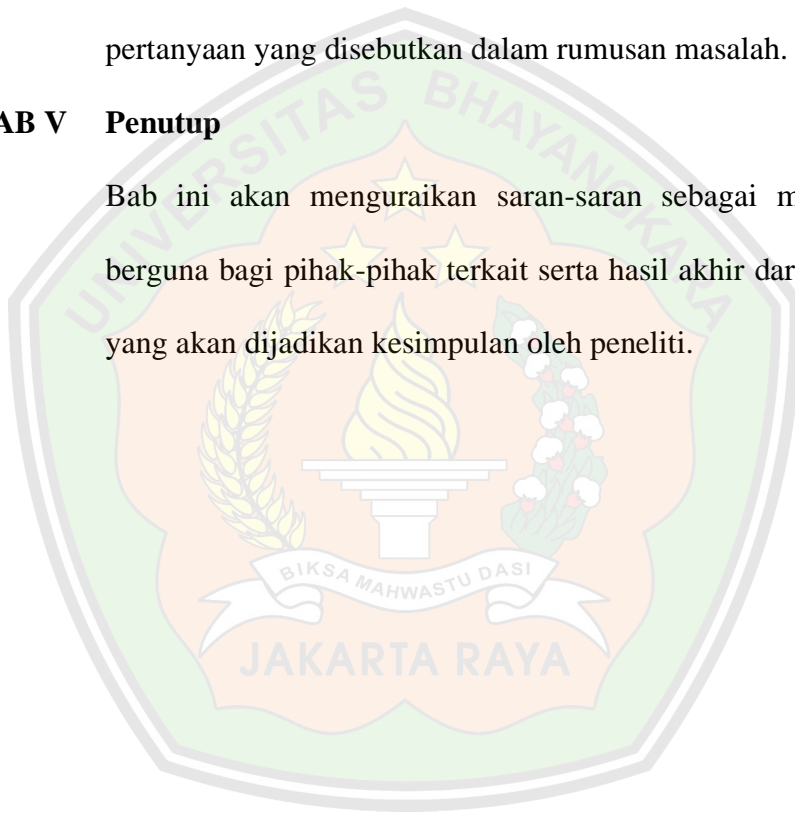 pertanyaan yang disebutkan dalam rumusan masalah.
AB V Penutup
Bab ini akan menguraikan saran-saran sebagai m
berguna bagi pihak-pihak terkait serta hasil akhir dar
yang akan dijadikan kesimpulan oleh peneliti.
UNIVERSITAS BHAYANGKARA
BIKSA MAHWASTU DASI
JAKARTA RAYA